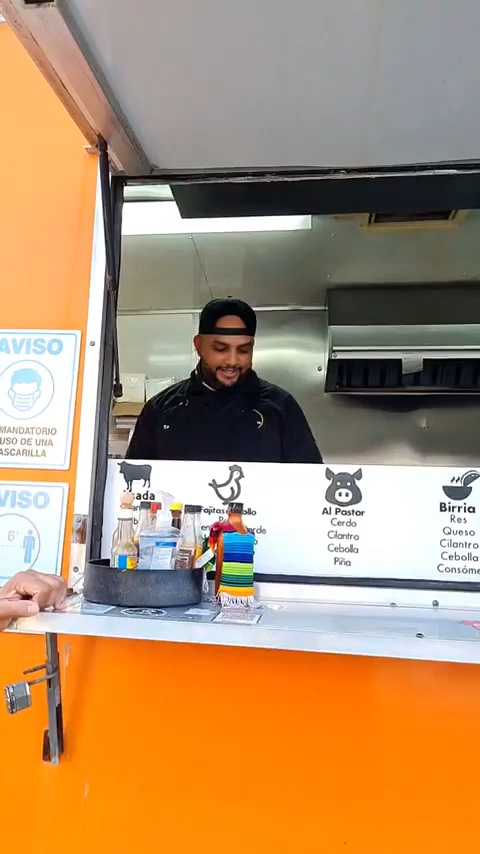 AVISO
MANDATORIO
USO DE UNA
ASCARILLA
AVISO
6'
Al Pastor
Cerdo
Cilantro
Cebolla
Piña
Birria
Res
Queso
Cilantro
Cebolla
Consomé